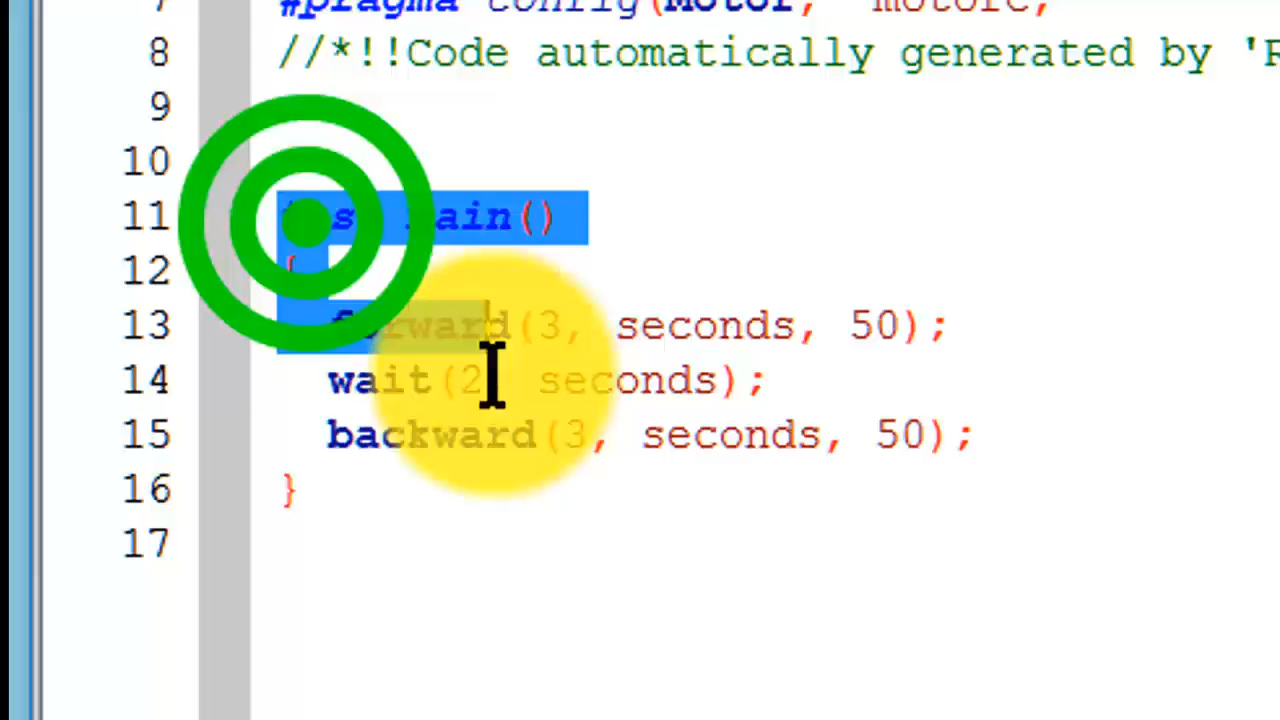 7 #pragma config(Motor, motorC,
8 //*!!Code automatically generated by 'R
9
10
11 task main()
12 {
13 forward(3, seconds, 50);
14 wait(2, seconds);
15 backward(3, seconds, 50);
16 }
17